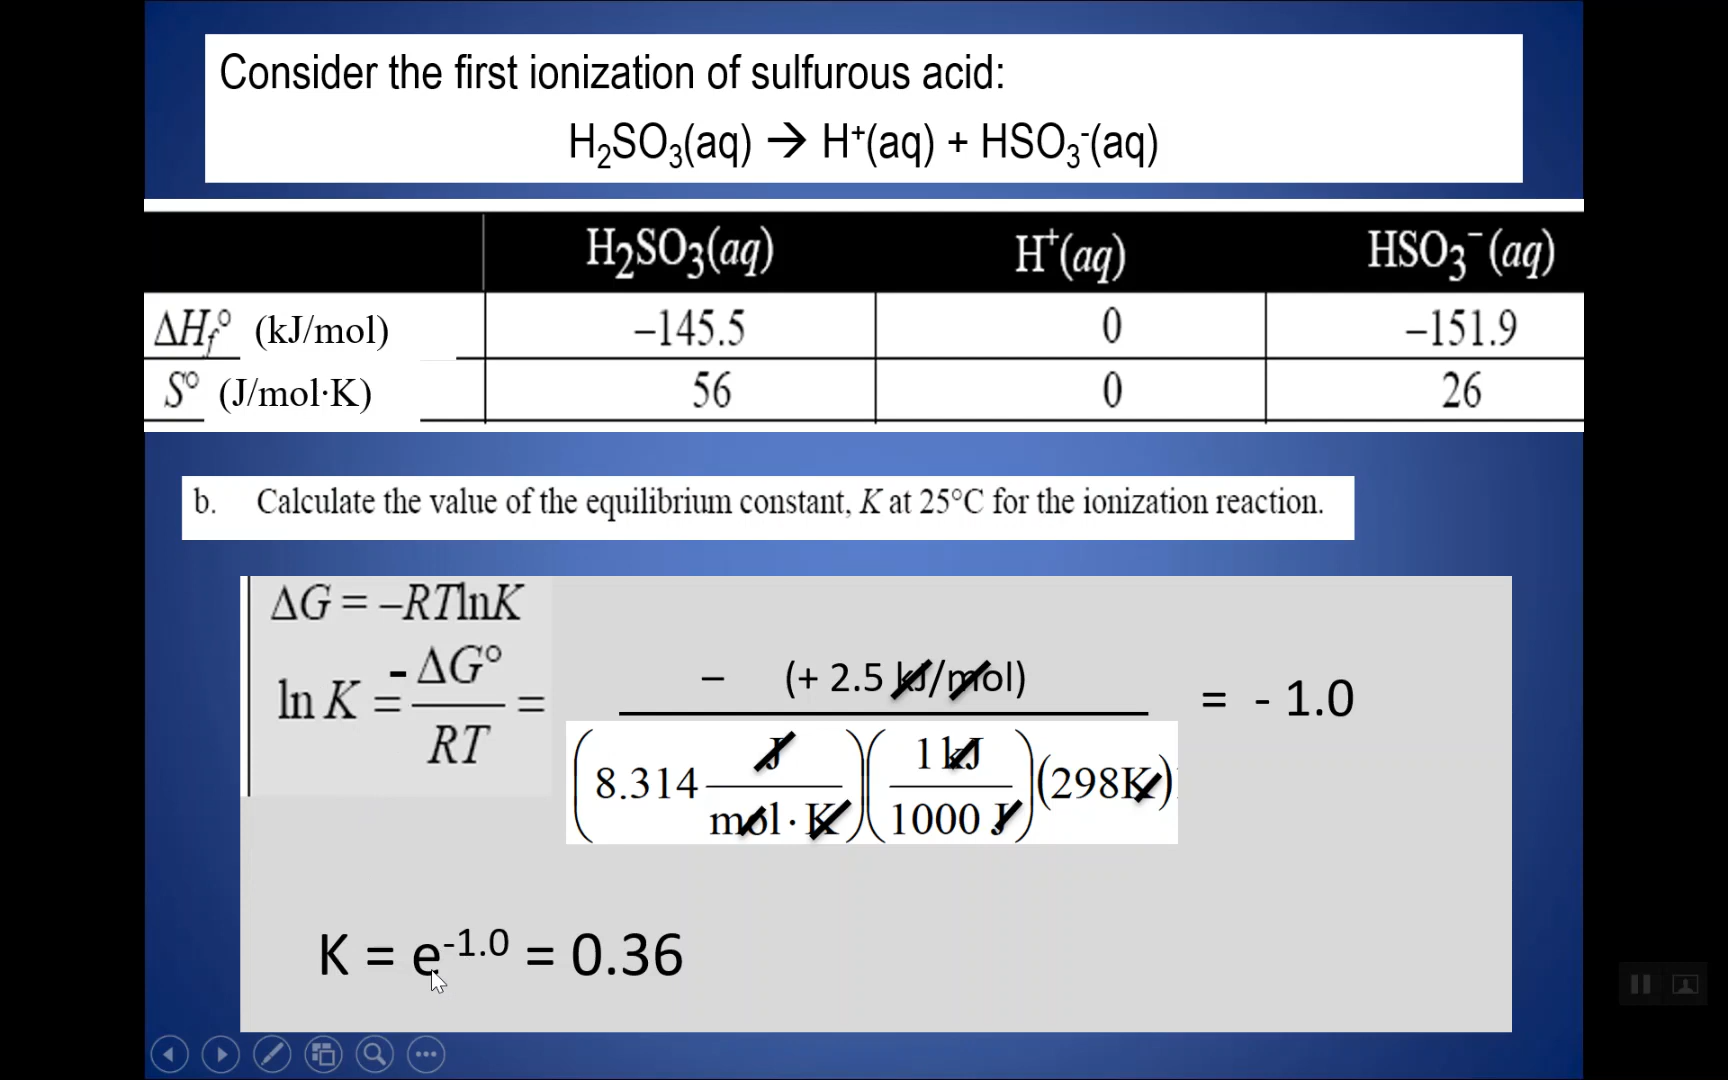 Consider the first ionization of sulfurous acid:
H₂SO₃(aq) → H⁺(aq) + HSO₃⁻(aq)
H₂SO₃(aq) H⁺(aq) HSO₃⁻(aq)
ΔH_f° (kJ/mol) –145.5 0 –151.9
S° (J/mol·K) 56 0 26
b. Calculate the value of the equilibrium constant, K at 25°C for the ionization reaction.
ΔG = –RTlnK
ln K = -ΔG°/RT = – (+ 2.5 kJ/mol) / (8.314 J/mol·K)(1 kJ/1000 J)(298K) = - 1.0
K = e⁻¹·⁰ = 0.36